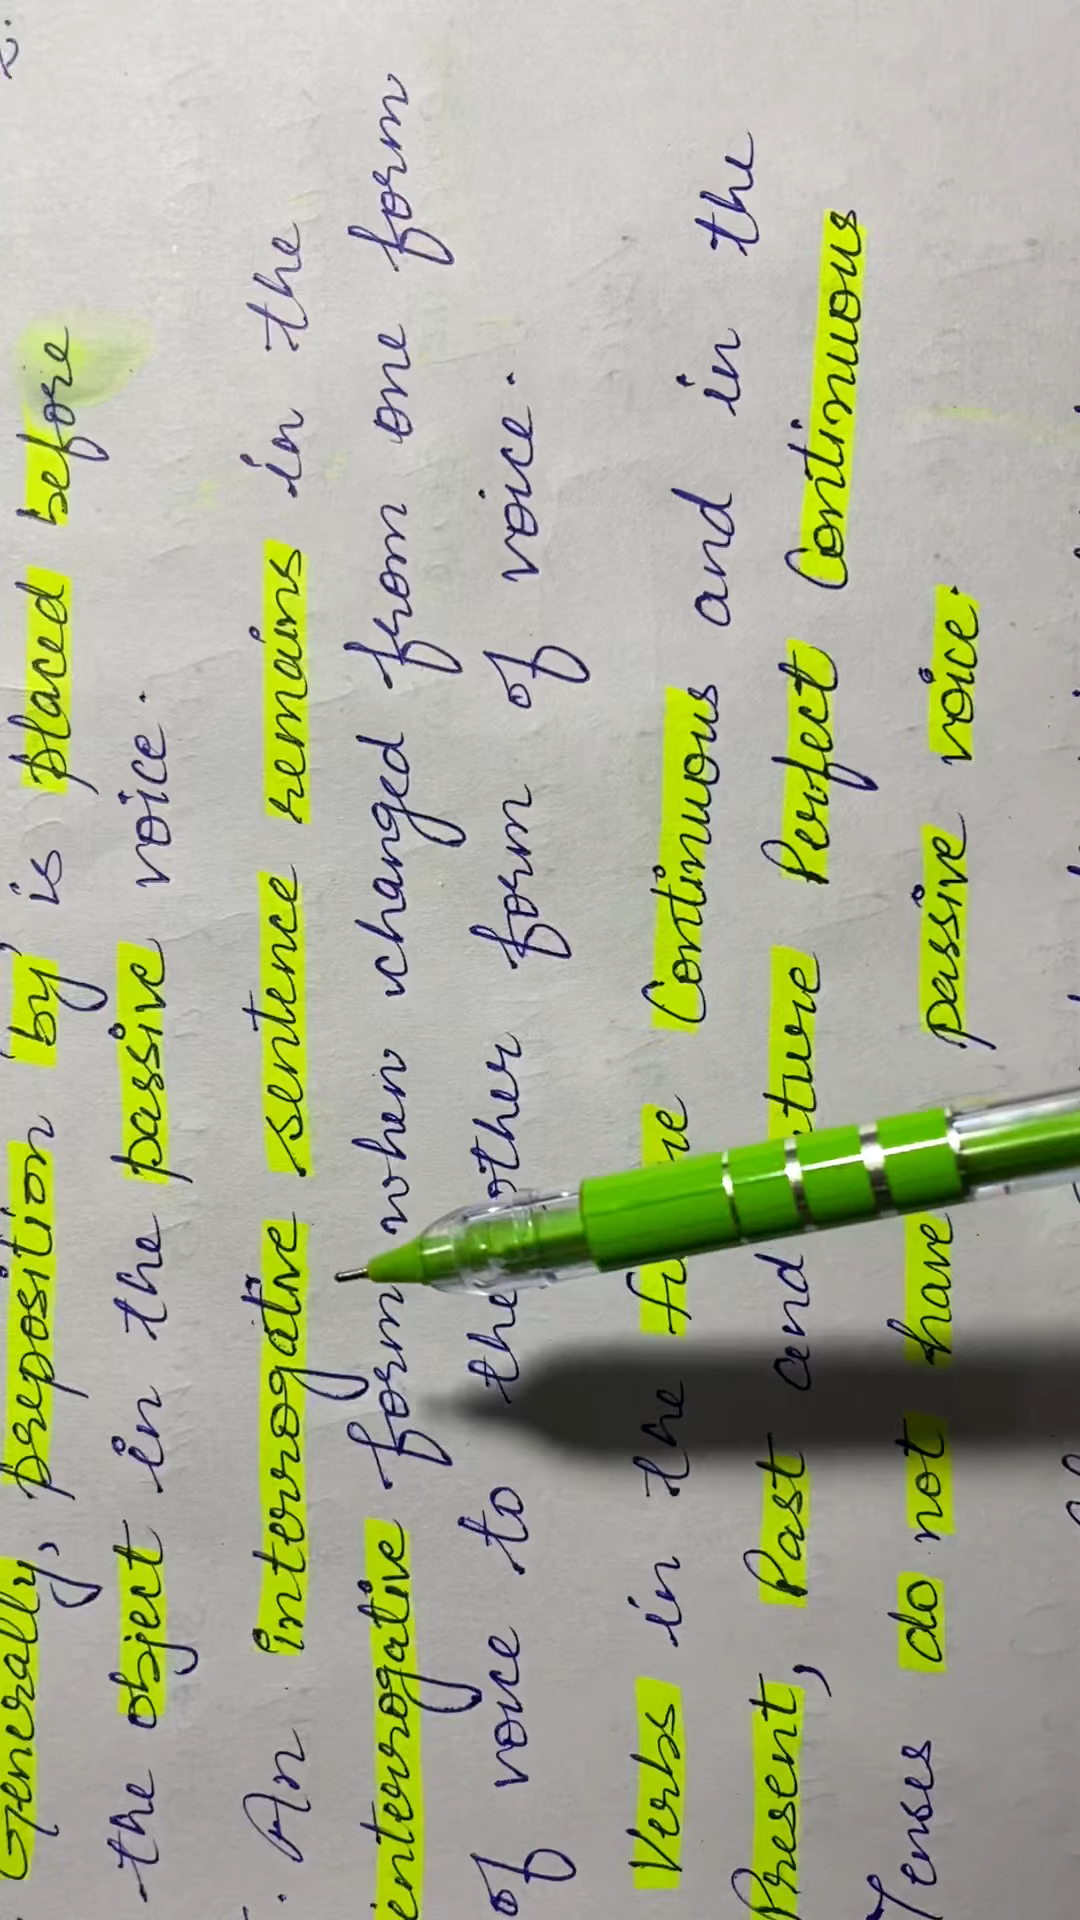 Generally, preposition 'by' is placed before
the object in the passive voice.
An interrogative sentence remains in the
interrogative form when changed from one form
of voice to the other form of voice.
Verbs in the Continuous and in the
Present, Past and Perfect Continuous
Tenses do not have passive voice.